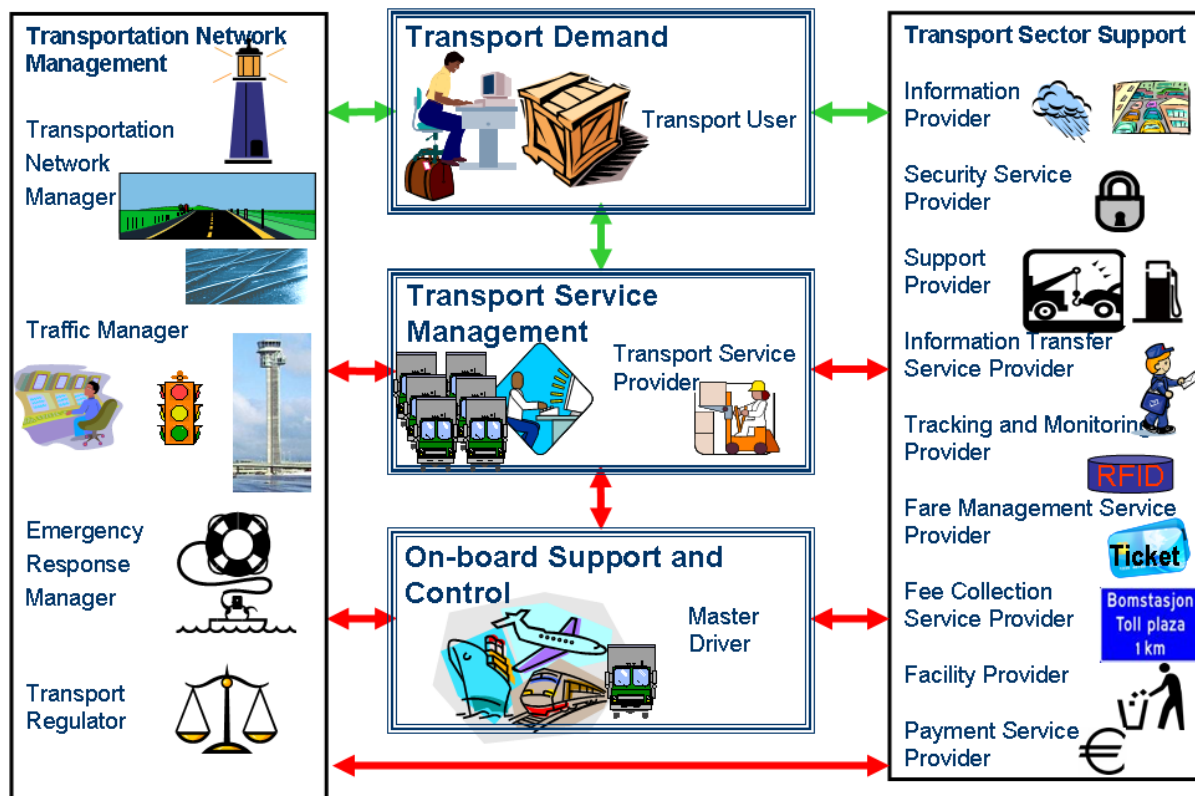 Transportation Network
Management
Transportation
Network
Manager
Traffic Manager
Emergency
Response
Manager
Transport
Regulator
Transport Demand
Transport User
Transport Service
Management
Transport Service
Provider
On-board Support and
Control
Master
Driver
Transport Sector Support
Information
Provider
Security Service
Provider
Support
Provider
Information Transfer
Service Provider
Tracking and Monitoring
Provider
RFID
Fare Management Service
Provider
Ticket
Fee Collection
Service Provider
Bomstasjon
Toll plaza
1 km
Facility Provider
Payment Service
Provider
€